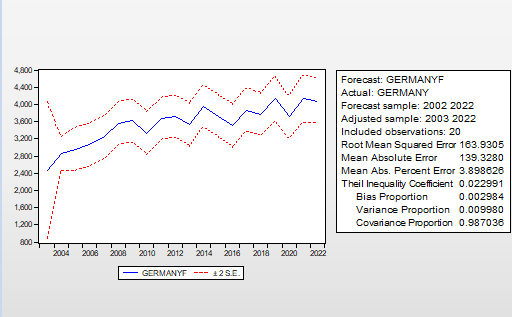 4,800
4,400
4,000
3,600
3,200
2,800
2,400
2,000
1,600
1,200
800
2004 2006 2008 2010 2012 2014 2016 2018 2020 2022
GERMANYF ± 2 S.E.
Forecast: GERMANYF
Actual: GERMANY
Forecast sample: 2002 2022
Adjusted sample: 2003 2022
Included observations: 20
Root Mean Squared Error 163.9305
Mean Absolute Error 139.3280
Mean Abs. Percent Error 3.898626
Theil Inequality Coefficient 0.022991
Bias Proportion 0.002984
Variance Proportion 0.009980
Covariance Proportion 0.987036